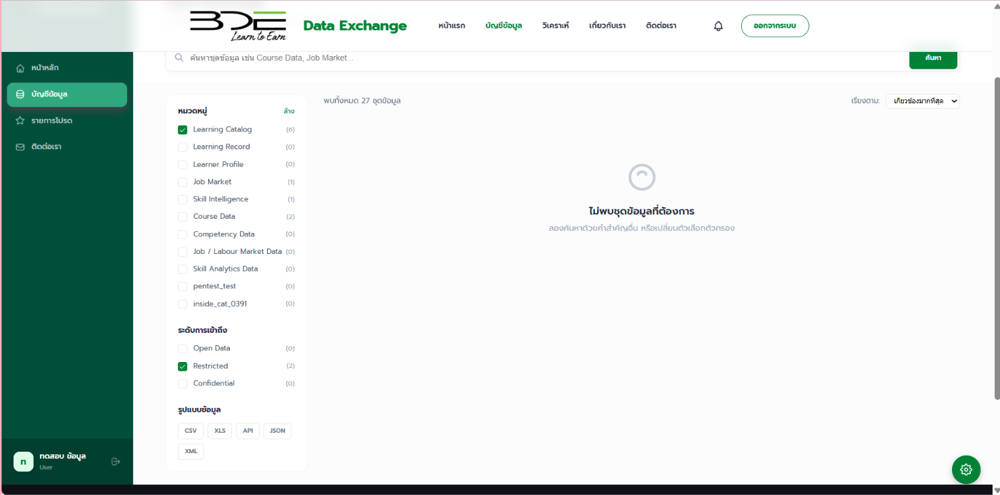 BDE
Learn to Earn
Data Exchange
หน้าแรก
บัญชีข้อมูล
วิเคราะห์
เกี่ยวกับเรา
ติดต่อเรา
ออกจากระบบ
หน้าหลัก
บัญชีข้อมูล
รายการโปรด
ติดต่อเรา
ค้นหาชุดข้อมูล เช่น Course Data, Job Market...
ค้นหา
หมวดหมู่ ล้าง
Learning Catalog (6)
Learning Record (0)
Learner Profile (0)
Job Market (1)
Skill Intelligence (1)
Course Data (2)
Competency Data (0)
Job / Labour Market Data (0)
Skill Analytics Data (0)
pentest_test (0)
inside_cat_0391 (0)
ระดับการเข้าถึง
Open Data (0)
Restricted (2)
Confidential (0)
รูปแบบข้อมูล
CSV XLS API JSON
XML
พบทั้งหมด 27 ชุดข้อมูล
เรียงตาม: เกี่ยวข้องมากที่สุด
ไม่พบชุดข้อมูลที่ต้องการ
ลองค้นหาด้วยคำสำคัญอื่น หรือเปลี่ยนตัวเลือกตัวกรอง
ท
ทดสอบ ข้อมูล
User